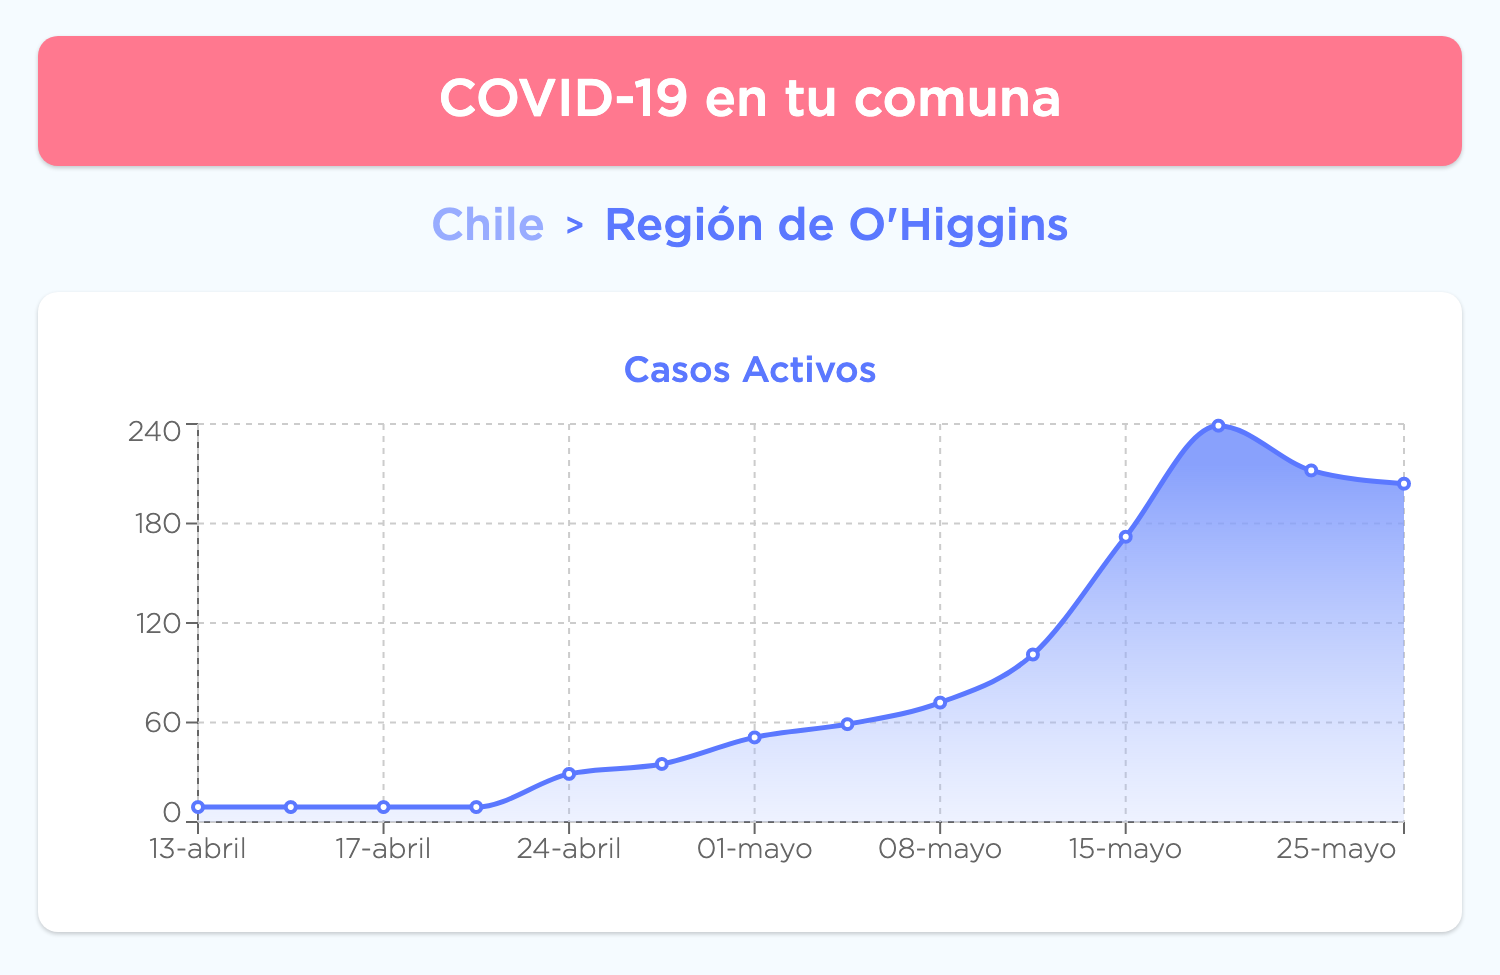 COVID-19 en tu comuna
Chile > Región de O'Higgins
Casos Activos
240
180
120
60
0
13-abril 17-abril 24-abril 01-mayo 08-mayo 15-mayo 25-mayo